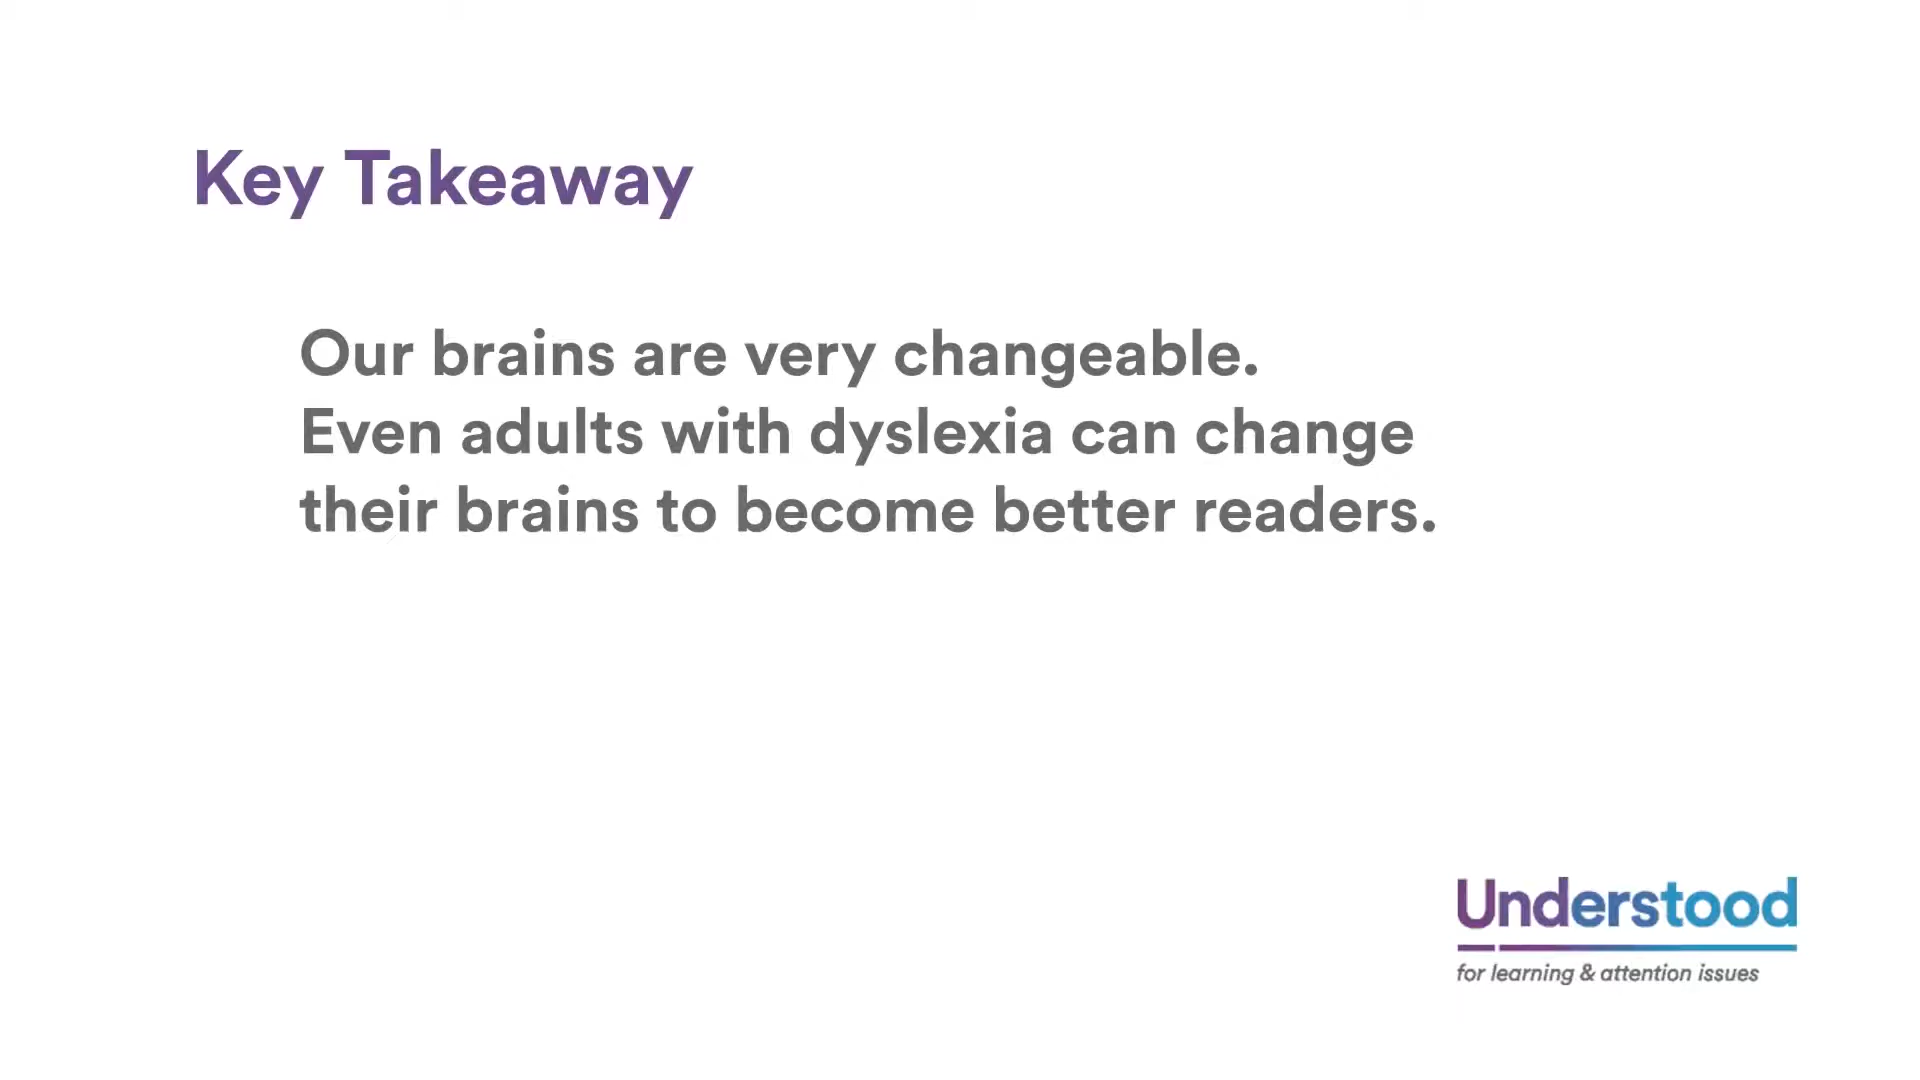 Key Takeaway
Our brains are very changeable.
Even adults with dyslexia can change
their brains to become better readers.
Understood
for learning & attention issues